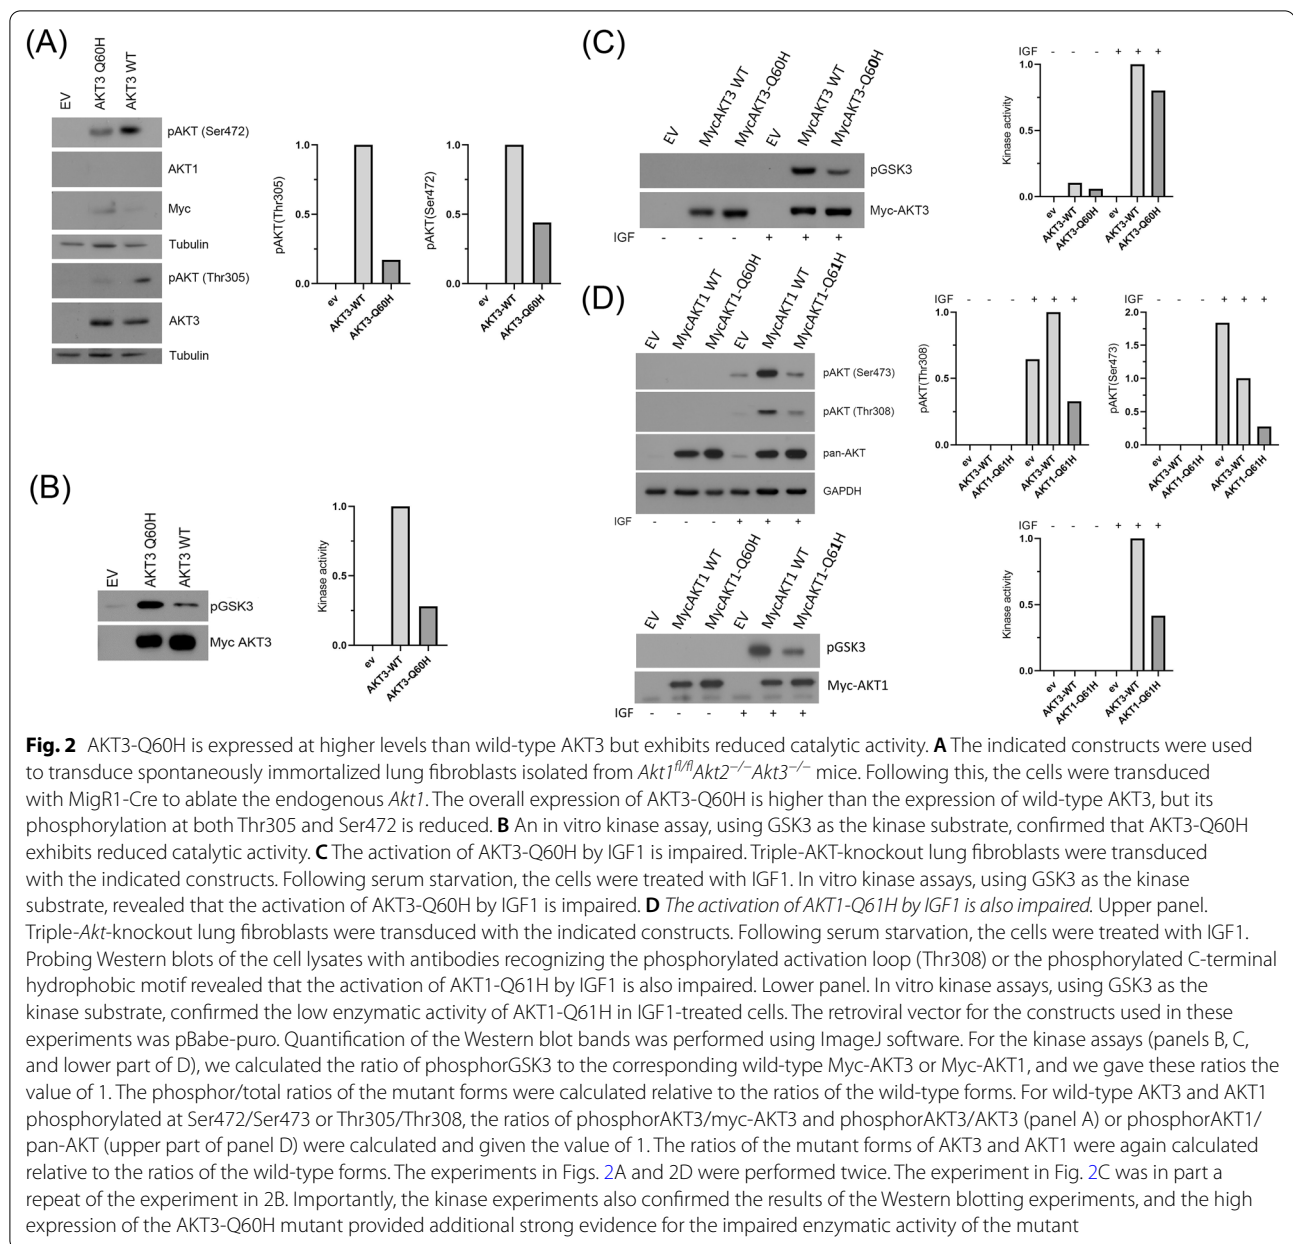 (A)
EV
AKT3 Q60H
AKT3 WT
pAKT (Ser472)
AKT1
Myc
Tubulin
pAKT (Thr305)
AKT3
Tubulin
pAKT(Thr305)
1.0
0.5
0.0
ev
AKT3-WT
AKT3-Q60H
pAKT(Ser472)
1.0
0.5
0.0
ev
AKT3-WT
AKT3-Q60H
(B)
EV
AKT3 Q60H
AKT3 WT
pGSK3
Myc AKT3
Kinase activity
1.0
0.5
0.0
ev
AKT3-WT
AKT3-Q60H
(C)
EV
MycAKT3 WT
MycAKT3-Q60H
EV
MycAKT3 WT
MycAKT3-Q60H
pGSK3
Myc-AKT3
IGF - - - + + +
IGF - - - + + +
Kinase activity
1.0
0.5
0.0
ev
AKT3-WT
AKT3-Q60H
ev
AKT3-WT
AKT3-Q60H
(D)
EV
MycAKT1 WT
MycAKT1-Q60H
EV
MycAKT1 WT
MycAKT1-Q61H
pAKT (Ser473)
pAKT (Thr308)
pan-AKT
GAPDH
IGF - - - + + +
IGF - - - + + +
pAKT(Thr308)
1.0
0.5
0.0
ev
AKT3-WT
AKT1-Q61H
ev
AKT3-WT
AKT1-Q61H
IGF - - - + + +
pAKT(Ser473)
2.0
1.5
1.0
0.5
0.0
ev
AKT3-WT
AKT1-Q61H
ev
AKT3-WT
AKT1-Q61H
EV
MycAKT1 WT
MycAKT1-Q60H
EV
MycAKT1 WT
MycAKT1-Q61H
pGSK3
Myc-AKT1
IGF - - - + + +
IGF - - - + + +
Kinase activity
1.0
0.5
0.0
ev
AKT3-WT
AKT1-Q61H
ev
AKT3-WT
AKT1-Q61H
Fig. 2 AKT3-Q60H is expressed at higher levels than wild-type AKT3 but exhibits reduced catalytic activity. A The indicated constructs were used
to transduce spontaneously immortalized lung fibroblasts isolated from Akt1fl/flAkt2−/−Akt3−/− mice. Following this, the cells were transduced
with MigR1-Cre to ablate the endogenous Akt1. The overall expression of AKT3-Q60H is higher than the expression of wild-type AKT3, but its
phosphorylation at both Thr305 and Ser472 is reduced. B An in vitro kinase assay, using GSK3 as the kinase substrate, confirmed that AKT3-Q60H
exhibits reduced catalytic activity. C The activation of AKT3-Q60H by IGF1 is impaired. Triple-AKT-knockout lung fibroblasts were transduced
with the indicated constructs. Following serum starvation, the cells were treated with IGF1. In vitro kinase assays, using GSK3 as the kinase
substrate, revealed that the activation of AKT3-Q60H by IGF1 is impaired. D The activation of AKT1-Q61H by IGF1 is also impaired. Upper panel.
Triple-Akt-knockout lung fibroblasts were transduced with the indicated constructs. Following serum starvation, the cells were treated with IGF1.
Probing Western blots of the cell lysates with antibodies recognizing the phosphorylated activation loop (Thr308) or the phosphorylated C-terminal
hydrophobic motif revealed that the activation of AKT1-Q61H by IGF1 is also impaired. Lower panel. In vitro kinase assays, using GSK3 as the
kinase substrate, confirmed the low enzymatic activity of AKT1-Q61H in IGF1-treated cells. The retroviral vector for the constructs used in these
experiments was pBabe-puro. Quantification of the Western blot bands was performed using ImageJ software. For the kinase assays (panels B, C,
and lower part of D), we calculated the ratio of phosphorGSK3 to the corresponding wild-type Myc-AKT3 or Myc-AKT1, and we gave these ratios the
value of 1. The phosphor/total ratios of the mutant forms were calculated relative to the ratios of the wild-type forms. For wild-type AKT3 and AKT1
phosphorylated at Ser472/Ser473 or Thr305/Thr308, the ratios of phosphorAKT3/myc-AKT3 and phosphorAKT3/AKT3 (panel A) or phosphorAKT1/
pan-AKT (upper part of panel D) were calculated and given the value of 1. The ratios of the mutant forms of AKT3 and AKT1 were again calculated
relative to the ratios of the wild-type forms. The experiments in Figs. 2A and 2D were performed twice. The experiment in Fig. 2C was in part a
repeat of the experiment in 2B. Importantly, the kinase experiments also confirmed the results of the Western blotting experiments, and the high
expression of the AKT3-Q60H mutant provided additional strong evidence for the impaired enzymatic activity of the mutant